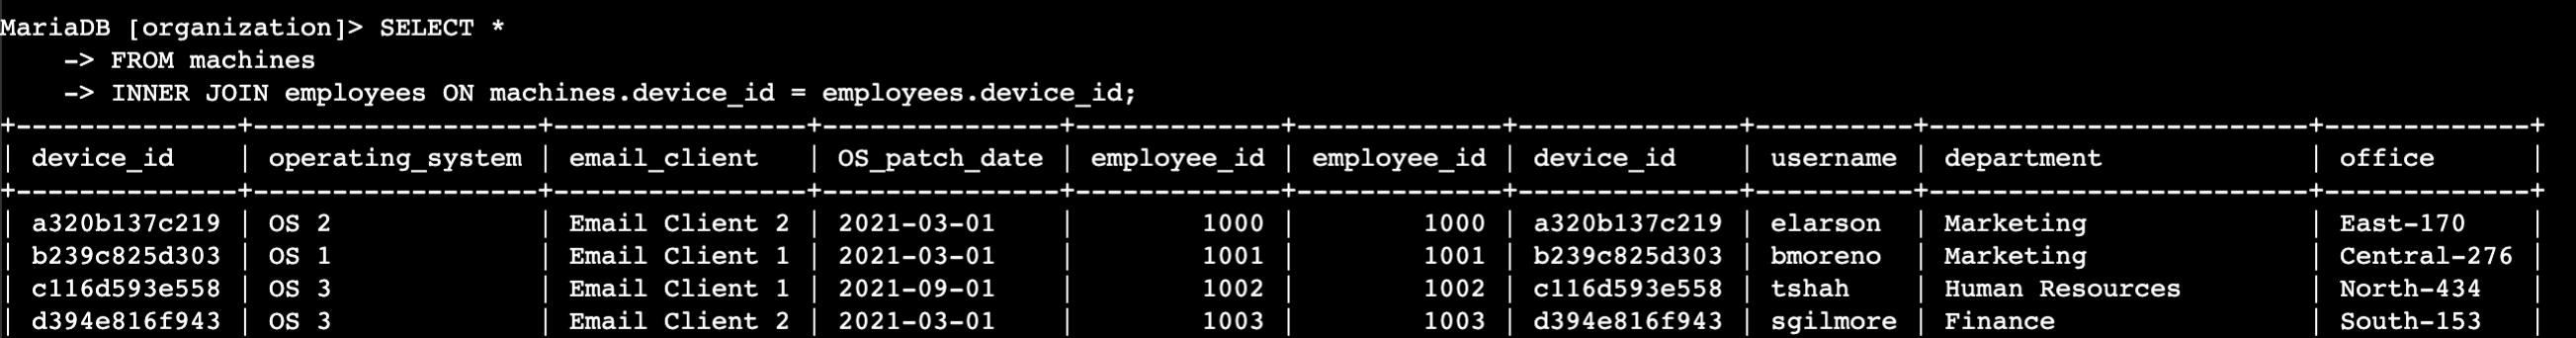 MariaDB [organization]> SELECT *
    -> FROM machines
    -> INNER JOIN employees ON machines.device_id = employees.device_id;
+--------------+------------------+----------------+---------------+-------------+-------------+--------------+----------+------------------------+-------------+
| device_id    | operating_system | email_client   | OS_patch_date | employee_id | employee_id | device_id    | username | department             | office      |
+--------------+------------------+----------------+---------------+-------------+-------------+--------------+----------+------------------------+-------------+
| a320b137c219 | OS 2             | Email Client 2 | 2021-03-01    |        1000 |        1000 | a320b137c219 | elarson  | Marketing              | East-170    |
| b239c825d303 | OS 1             | Email Client 1 | 2021-03-01    |        1001 |        1001 | b239c825d303 | bmoreno  | Marketing              | Central-276 |
| c116d593e558 | OS 3             | Email Client 1 | 2021-09-01    |        1002 |        1002 | c116d593e558 | tshah    | Human Resources        | North-434   |
| d394e816f943 | OS 3             | Email Client 2 | 2021-03-01    |        1003 |        1003 | d394e816f943 | sgilmore | Finance                | South-153   |